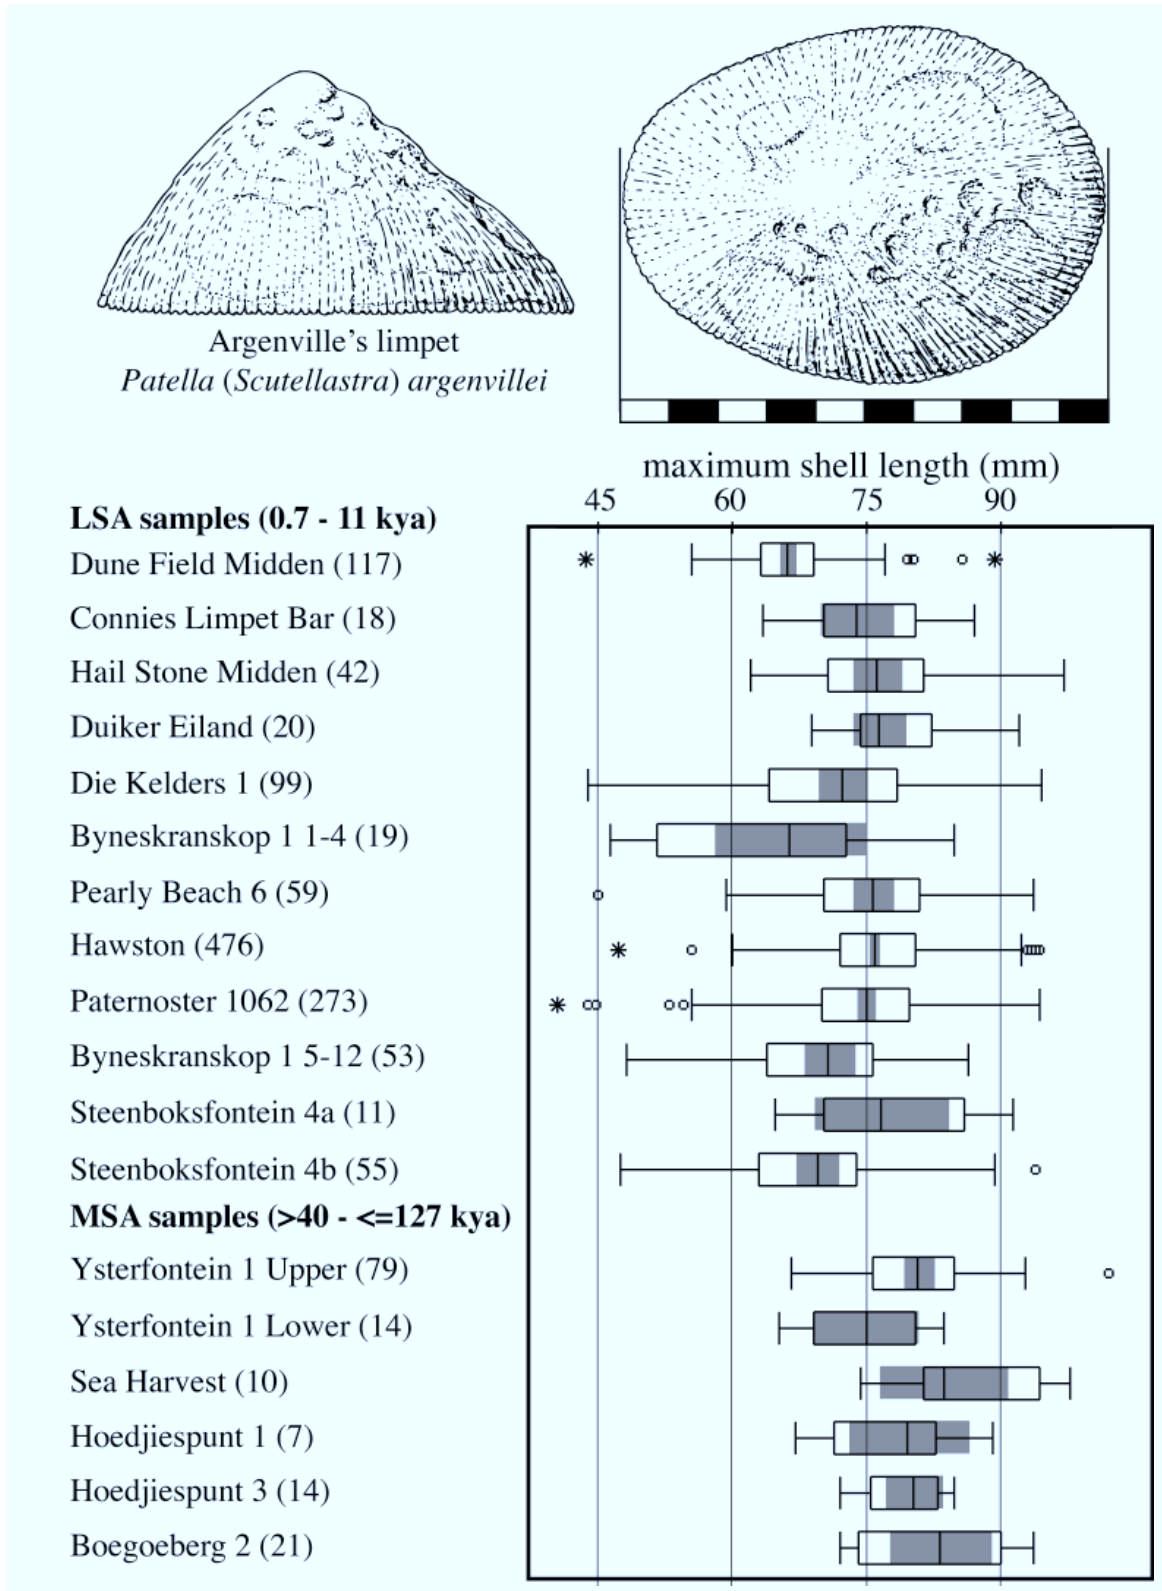 Argenville’s limpet
Patella (Scutellastra) argenvillei
maximum shell length (mm)
45 60 75 90
LSA samples (0.7 - 11 kya)
Dune Field Midden (117)
Connies Limpet Bar (18)
Hail Stone Midden (42)
Duiker Eiland (20)
Die Kelders 1 (99)
Byneskranskop 1 1-4 (19)
Pearly Beach 6 (59)
Hawston (476)
Paternoster 1062 (273)
Byneskranskop 1 5-12 (53)
Steenboksfontein 4a (11)
Steenboksfontein 4b (55)
MSA samples (>40 - <=127 kya)
Ysterfontein 1 Upper (79)
Ysterfontein 1 Lower (14)
Sea Harvest (10)
Hoedjiespunt 1 (7)
Hoedjiespunt 3 (14)
Boegoeberg 2 (21)